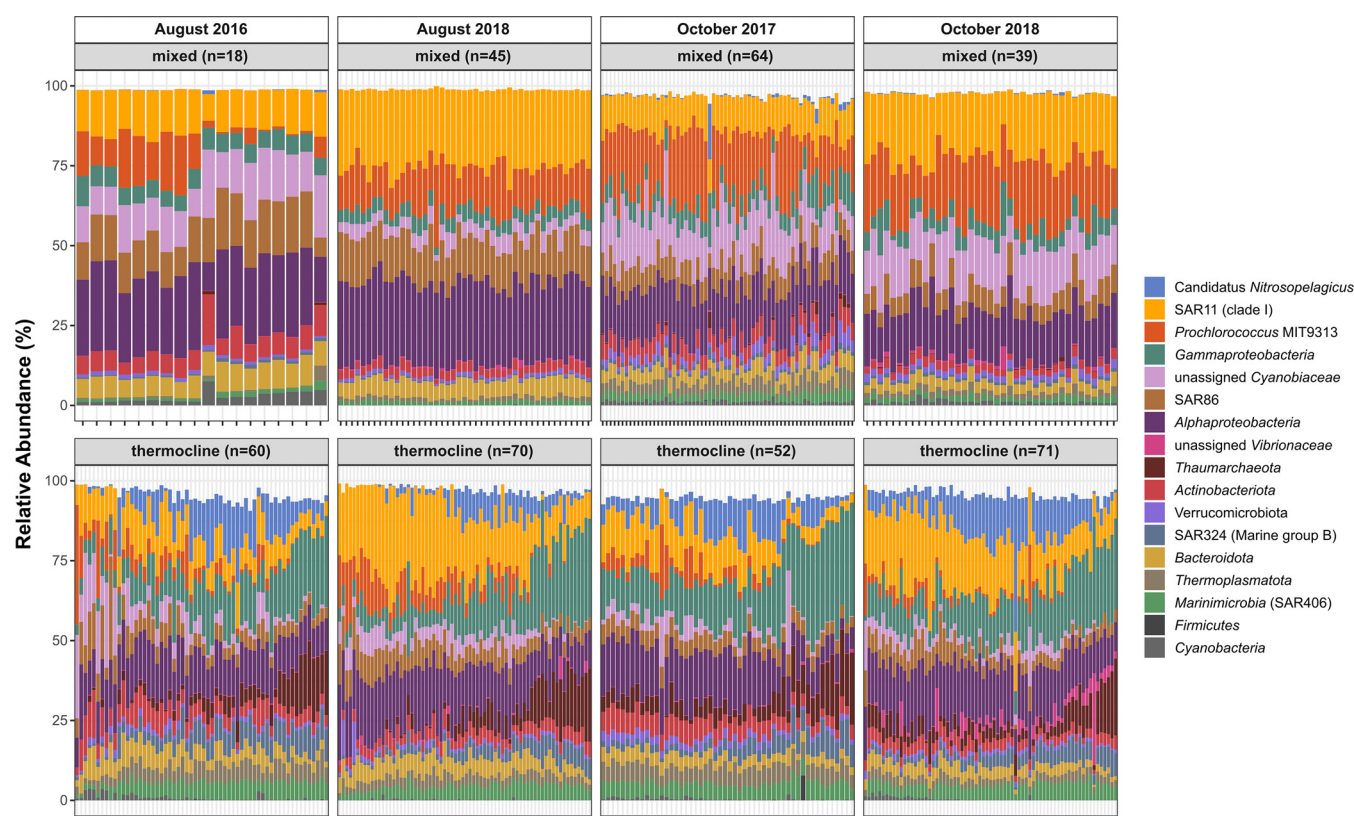 August 2016
August 2018
October 2017
October 2018
mixed (n=18)
mixed (n=45)
mixed (n=64)
mixed (n=39)
100
75
50
25
0
Relative Abundance (%)
thermocline (n=60)
thermocline (n=70)
thermocline (n=52)
thermocline (n=71)
100
75
50
25
0
Candidatus Nitrosopelagicus
SAR11 (clade I)
Prochlorococcus MIT9313
Gammaproteobacteria
unassigned Cyanobiaceae
SAR86
Alphaproteobacteria
unassigned Vibrionaceae
Thaumarchaeota
Actinobacteriota
Verrucomicrobiota
SAR324 (Marine group B)
Bacteroidota
Thermoplasmatota
Marinimicrobia (SAR406)
Firmicutes
Cyanobacteria